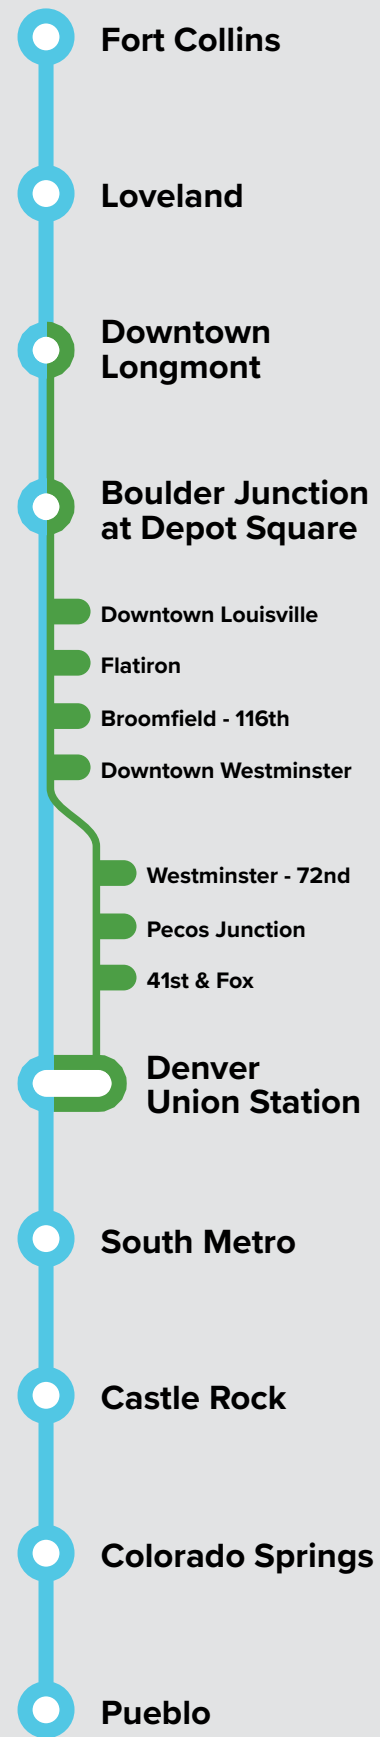 Fort Collins
Loveland
Downtown
Longmont
Boulder Junction
at Depot Square
Downtown Louisville
Flatiron
Broomfield - 116th
Downtown Westminster
Westminster - 72nd
Pecos Junction
41st & Fox
Denver
Union Station
South Metro
Castle Rock
Colorado Springs
Pueblo